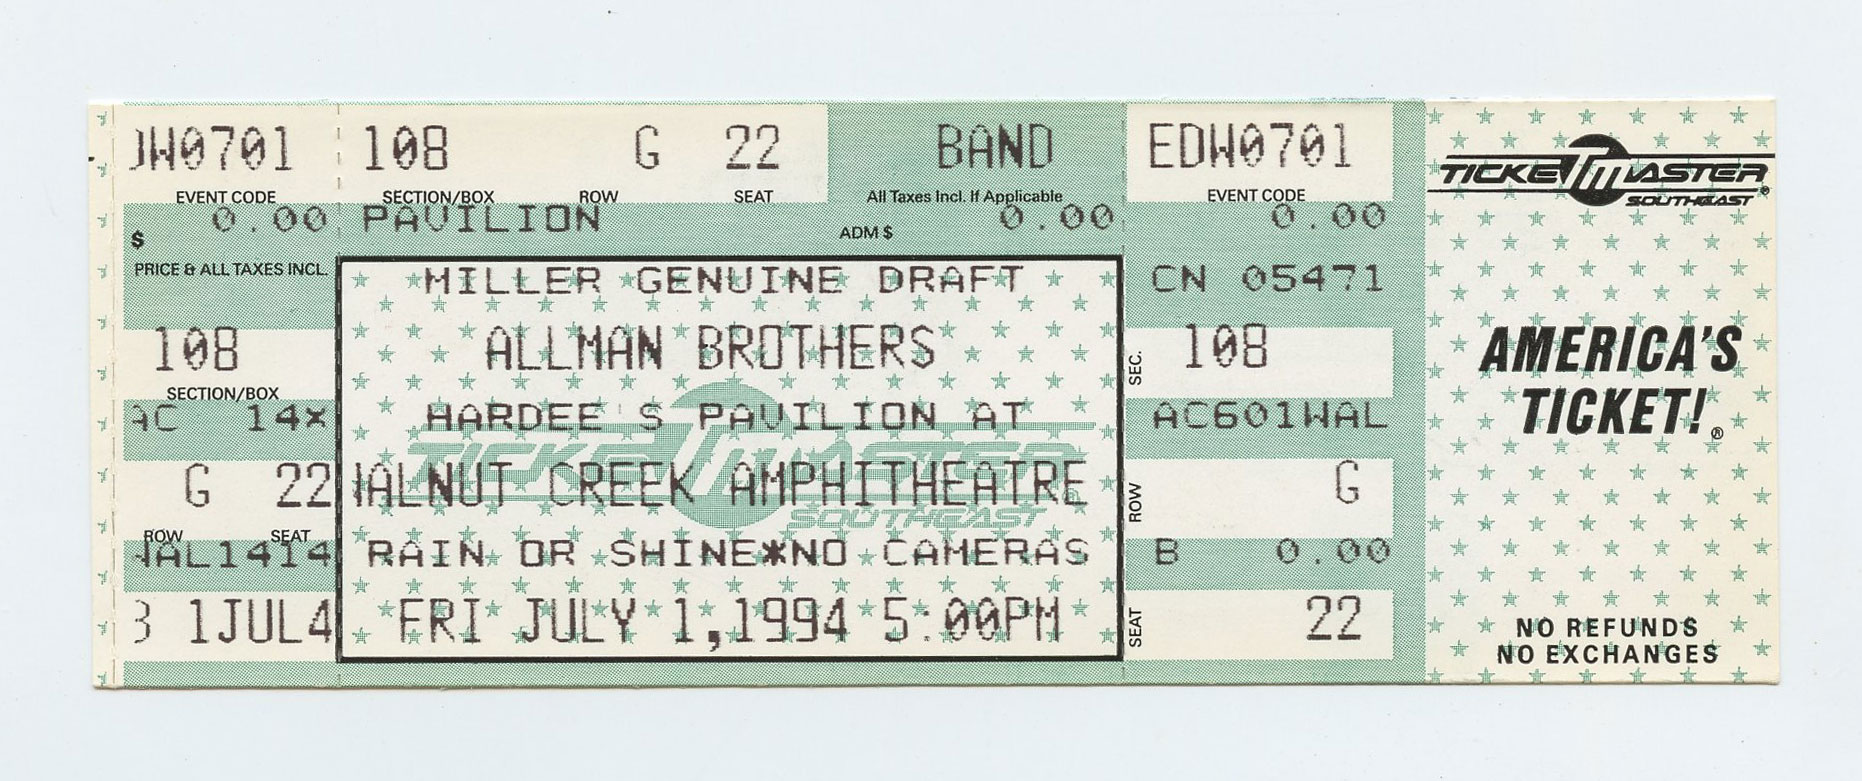 0W0701 108 G 22 BAND EDW0701
EVENT CODE SECTION/BOX ROW SEAT All Taxes Incl. If Applicable EVENT CODE
$ 0.00 PAVILION ADM $ 0.00 0.00
PRICE & ALL TAXES INCL.
MILLER GENUINE DRAFT
CN 05471
108
SECTION/BOX
ALLMAN BROTHERS
SEC. 108
AC 14x
HARDEE'S PAVILION AT
AC601WAL
G 22
ROW SEAT
WALNUT CREEK AMPHITHEATRE
ROW G
WAL1414
RAIN OR SHINE*NO CAMERAS
B 0.00
B 1JUL4
FRI JULY 1,1994 5:00PM
SEAT 22
TICKETMASTER
SOUTHEAST
TICKETMASTER®
SOUTHEAST
AMERICA'S
TICKET!®
NO REFUNDS
NO EXCHANGES